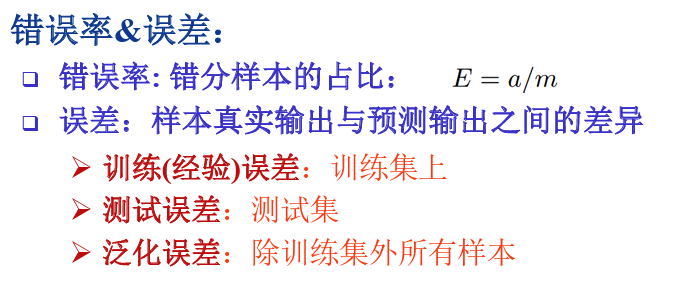 错误率&误差：
错误率: 错分样本的占比： E = a/m
误差：样本真实输出与预测输出之间的差异
训练(经验)误差：训练集上
测试误差：测试集
泛化误差：除训练集外所有样本